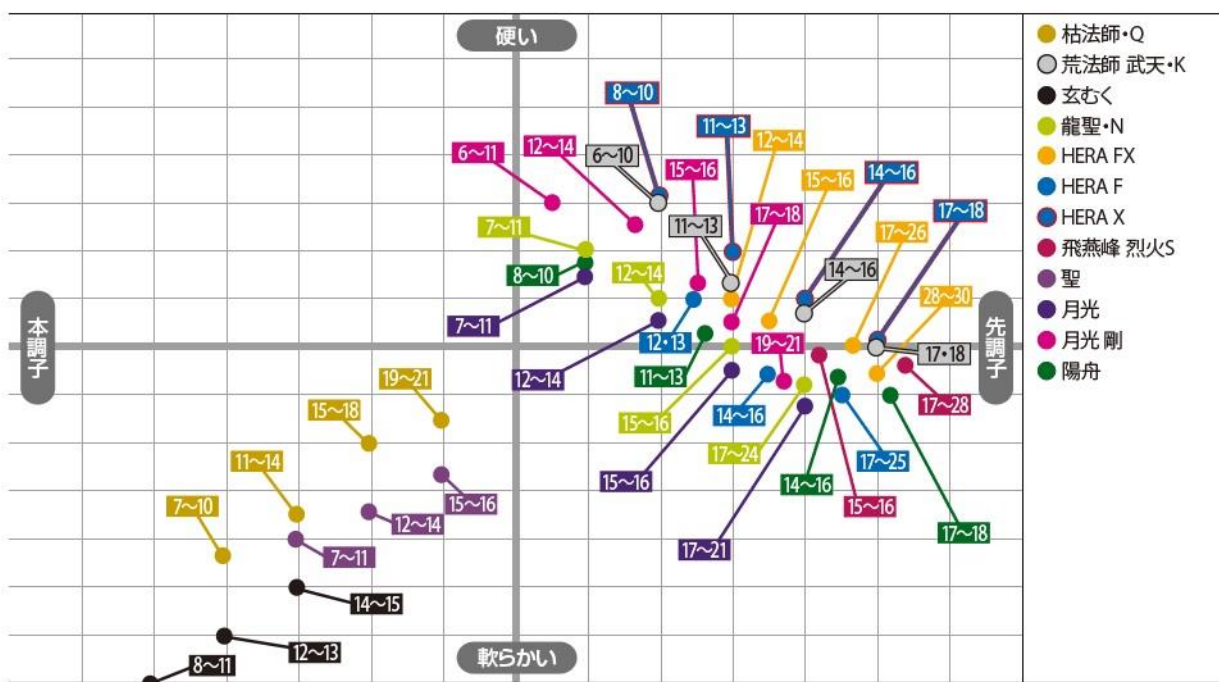 硬い
8～10
11～13
12～14
6～11
12～14
6～10
15～16
15～16
14～16
11～13
17～18
17～18
7～11
17～26
8～10
12～14
14～16
28～30
7～11
本調子
先調子
12・13
19～21
17・18
12～14
11～13
19～21
17～28
15～18
15～16
14～16
17～24
17～25
11～14
15～16
14～16
15～16
7～10
15～16
12～14
17～18
7～11
17～21
14～15
12～13
8～11
軟らかい
枯法師・Q
荒法師 武天・K
玄むく
龍聖・N
HERA FX
HERA F
HERA X
飛燕峰 烈火S
聖
月光
月光 剛
陽舟